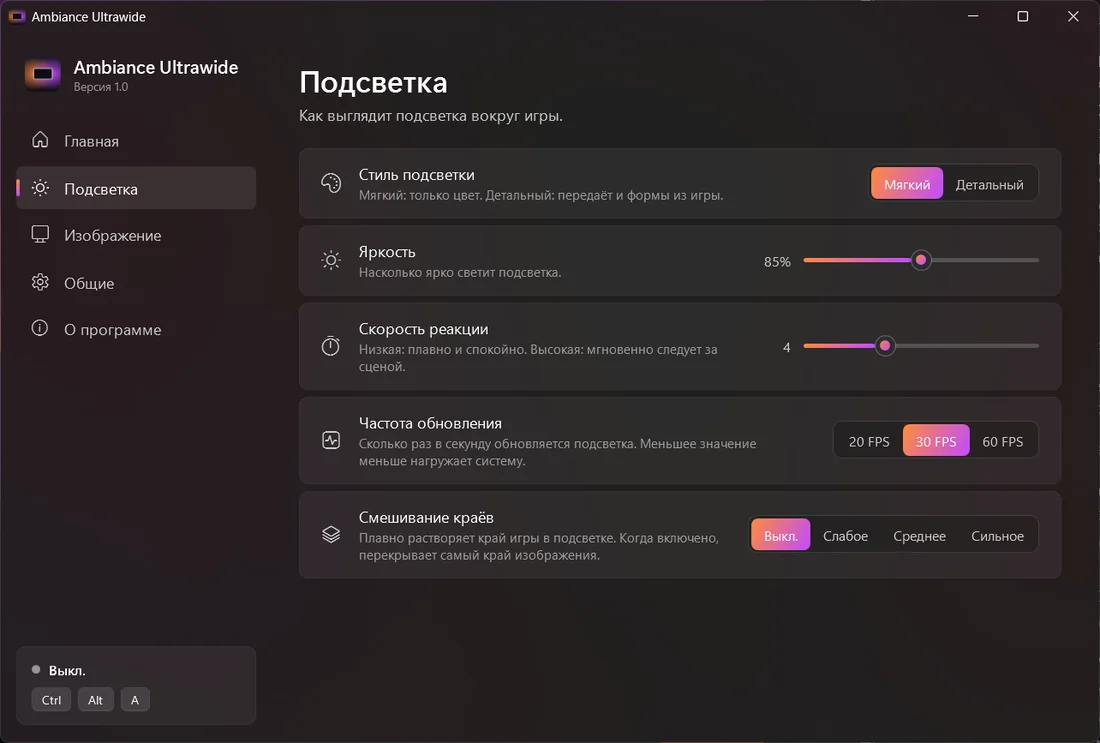 Ambiance Ultrawide
Ambiance Ultrawide
Версия 1.0
Главная
Подсветка
Изображение
Общие
О программе
Выкл.
Ctrl Alt A
Подсветка
Как выглядит подсветка вокруг игры.
Стиль подсветки
Мягкий: только цвет. Детальный: передаёт и формы из игры.
Мягкий Детальный
Яркость
Насколько ярко светит подсветка.
85%
Скорость реакции
Низкая: плавно и спокойно. Высокая: мгновенно следует за
сценой.
4
Частота обновления
Сколько раз в секунду обновляется подсветка. Меньшее значение
меньше нагружает систему.
20 FPS 30 FPS 60 FPS
Смешивание краёв
Плавно растворяет край игры в подсветке. Когда включено,
перекрывает самый край изображения.
Выкл. Слабое Среднее Сильное